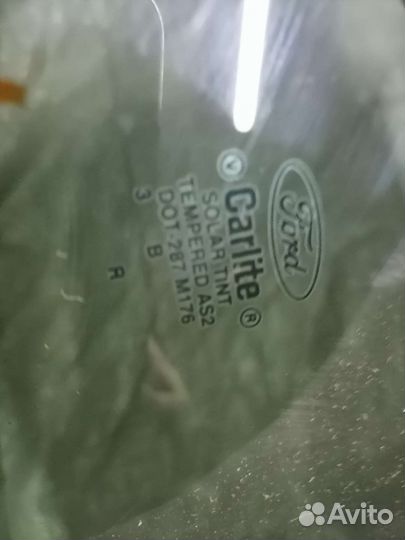 Ford
Ⓥ Carlite ®
SOLAR TINT
TEMPERED AS2
DOT-287 M176
3 B
R
Avito